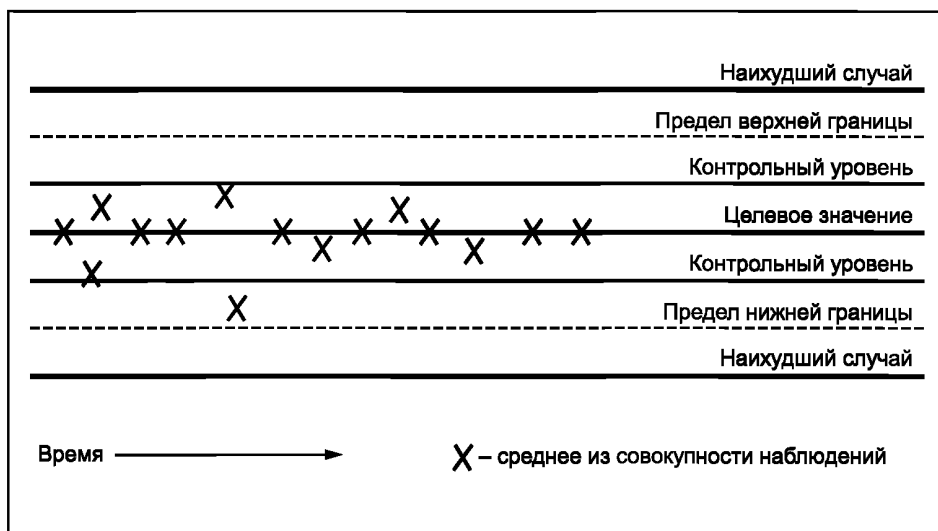 Наихудший случай
Предел верхней границы
Контрольный уровень
Целевое значение
Контрольный уровень
Предел нижней границы
Наихудший случай
Время
X – среднее из совокупности наблюдений